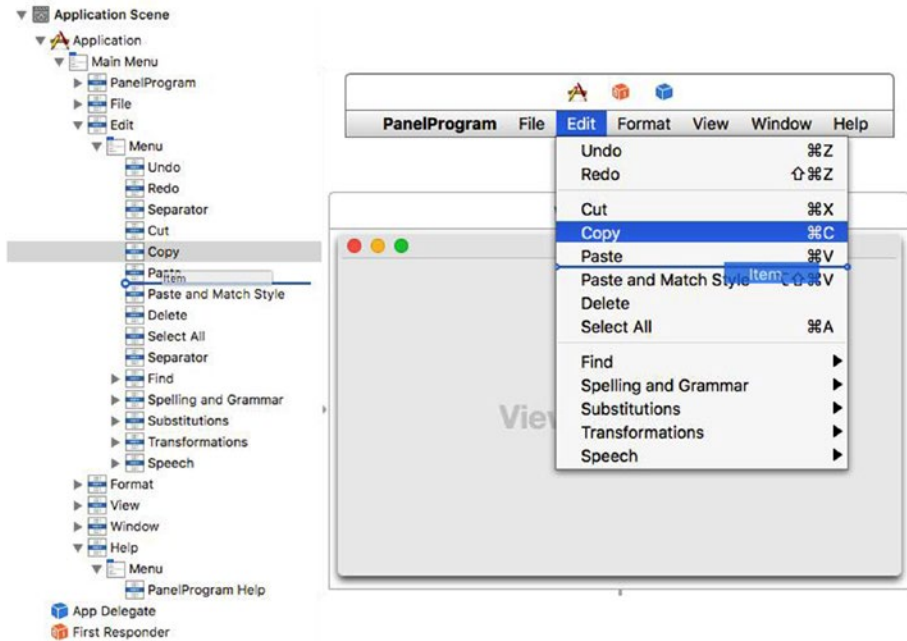 Application Scene
Application
Main Menu
PanelProgram
File
Edit
Menu
Undo
Redo
Separator
Cut
Copy
Paste
Item
Paste and Match Style
Delete
Select All
Separator
Find
Spelling and Grammar
Substitutions
Transformations
Speech
Format
View
Window
Help
Menu
PanelProgram Help
App Delegate
First Responder
PanelProgram File Edit Format View Window Help
Undo ⌘Z
Redo ⇧⌘Z
Cut ⌘X
Copy ⌘C
Paste ⌘V
Item
Paste and Match Style ⌥⇧⌘V
Delete
Select All ⌘A
Find
Spelling and Grammar
Substitutions
Transformations
Speech
View